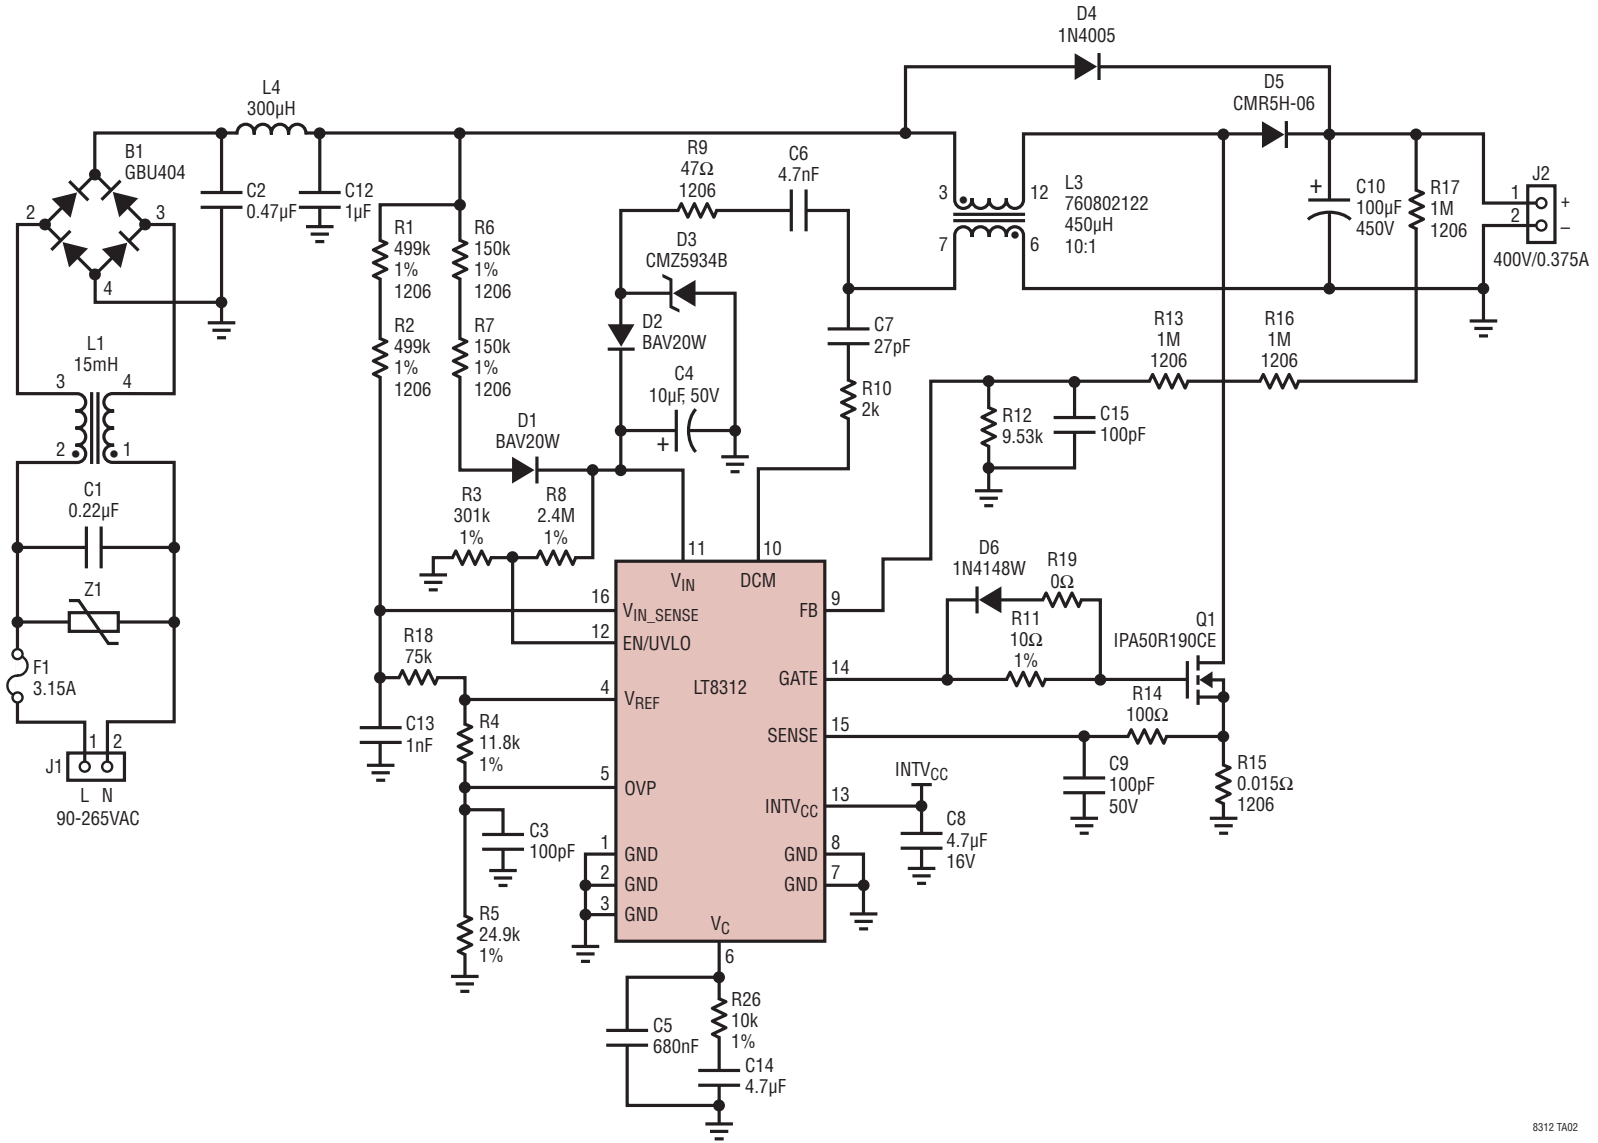 D4
1N4005
D5
CMR5H-06
L4
300µH
B1
GBU404
2
3
4
C2
0.47µF
C12
1µF
R9
47Ω
1206
C6
4.7nF
3
12
7
6
L3
760802122
450µH
10:1
+
C10
100µF
450V
R17
1M
1206
J2
1
+
2
–
400V/0.375A
R1
499k
1%
1206
R6
150k
1%
1206
D3
CMZ5934B
R2
499k
1%
1206
R7
150k
1%
1206
D2
BAV20W
C7
27pF
R13
1M
1206
R16
1M
1206
L1
15mH
3
4
2
1
C4
10µF, 50V
+
R10
2k
R12
9.53k
C15
100pF
D1
BAV20W
C1
0.22µF
R3
301k
1%
R8
2.4M
1%
Z1
F1
3.15A
1
2
J1
L N
90-265VAC
11
10
VIN
DCM
16
VIN_SENSE
12
EN/UVLO
FB
9
D6
1N4148W
R19
0Ω
R11
10Ω
1%
Q1
IPA50R190CE
R18
75k
4
VREF
LT8312
GATE
14
R14
100Ω
C13
1nF
R4
11.8k
1%
SENSE
15
C9
100pF
50V
R15
0.015Ω
1206
5
OVP
INTVCC
INTVCC
13
C8
4.7µF
16V
C3
100pF
1
GND
2
GND
3
GND
GND
8
GND
7
VC
6
R5
24.9k
1%
C5
680nF
R26
10k
1%
C14
4.7µF
8312 TA02